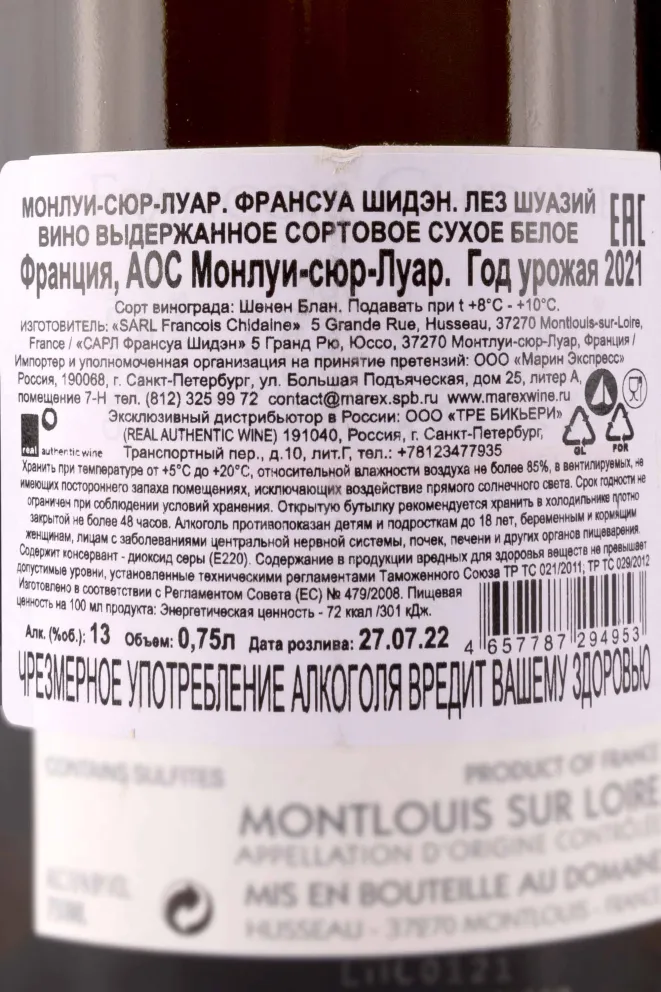 МОНЛУИ-СЮР-ЛУАР. ФРАНСУА ШИДЭН. ЛЕЗ ШУАЗИЙ
ВИНО ВЫДЕРЖАННОЕ СОРТОВОЕ СУХОЕ БЕЛОЕ
EAC
Франция, АОС Монлуи-сюр-Луар. Год урожая 2021
Сорт винограда: Шенен Блан. Подавать при t +8°C - +10°C.
ИЗГОТОВИТЕЛЬ: «SARL Francois Chidaine» 5 Grande Rue, Husseau, 37270 Montlouis-sur-Loire,
France / «САРЛ Франсуа Шидэн» 5 Гранд Рю, Юссо, 37270 Монтлуи-сюр-Луар, Франция /
Импортер и уполномоченная организация на принятие претензий: ООО «Марин Экспресс»
Россия, 190068, г. Санкт-Петербург, ул. Большая Подъяческая, дом 25, литер А,
помещение 7-Н тел. (812) 325 99 72 contact@marex.spb.ru www.marexwine.ru
Эксклюзивный дистрибьютор в России: ООО «ТРЕ БИКЬЕРИ»
(REAL AUTHENTIC WINE) 191040, Россия, г. Санкт-Петербург,
Транспортный пер., д.10, лит.Г, тел.: +78123477935
real authentic wine
GL FOR
Хранить при температуре от +5°C до +20°C, относительной влажности воздуха не более 85%, в вентилируемых, не
имеющих постороннего запаха помещениях, исключающих воздействие прямого солнечного света. Срок годности не
ограничен при соблюдении условий хранения. Открытую бутылку рекомендуется хранить в холодильнике плотно
закрытой не более 48 часов. Алкоголь противопоказан детям и подросткам до 18 лет, беременным и кормящим
женщинам, лицам с заболеваниями центральной нервной системы, почек, печени и других органов пищеварения.
Содержит консервант - диоксид серы (Е220). Содержание в продукции вредных для здоровья веществ не превышает
допустимые уровни, установленные техническими регламентами Таможенного Союза ТР ТС 021/2011; ТР ТС 029/2012
Изготовлено в соответствии с Регламентом Совета (ЕС) № 479/2008. Пищевая
ценность на 100 мл продукта: Энергетическая ценность - 72 ккал /301 кДж.
Алк. (%об.): 13 Объем: 0,75л Дата розлива: 27.07.22
4 657787 294953
ЧРЕЗМЕРНОЕ УПОТРЕБЛЕНИЕ АЛКОГОЛЯ ВРЕДИТ ВАШЕМУ ЗДОРОВЬЮ
CONTAINS SULFITES
PRODUCT OF FRANCE
MONTLOUIS SUR LOIRE
APPELLATION D'ORIGINE CONTRÔLÉE
MIS EN BOUTEILLE AU DOMAINE
HUSSEAU - 37270 MONTLOUIS - FRANCE